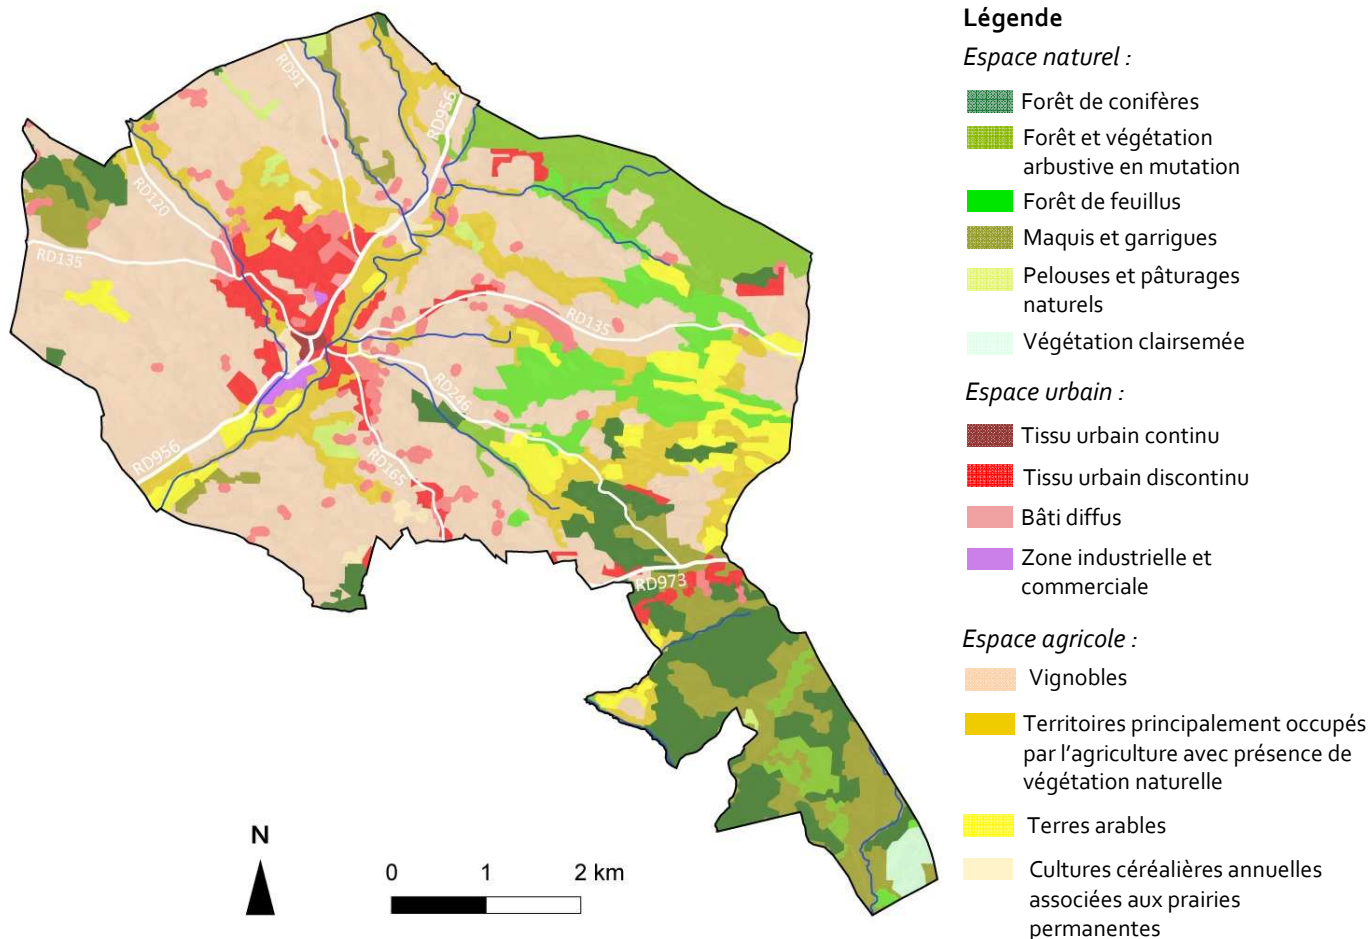 Légende
Espace naturel :
Forêt de conifères
Forêt et végétation
arbustive en mutation
Forêt de feuillus
Maquis et garrigues
Pelouses et pâturages
naturels
Végétation clairsemée
Espace urbain :
Tissu urbain continu
Tissu urbain discontinu
Bâti diffus
Zone industrielle et
commerciale
Espace agricole :
Vignobles
Territoires principalement occupés
par l'agriculture avec présence de
végétation naturelle
Terres arables
Cultures céréalières annuelles
associées aux prairies
permanentes
RD91
RD956
RD120
RD135
RD135
RD246
RD956
RD165
RD973
N
0 1 2 km